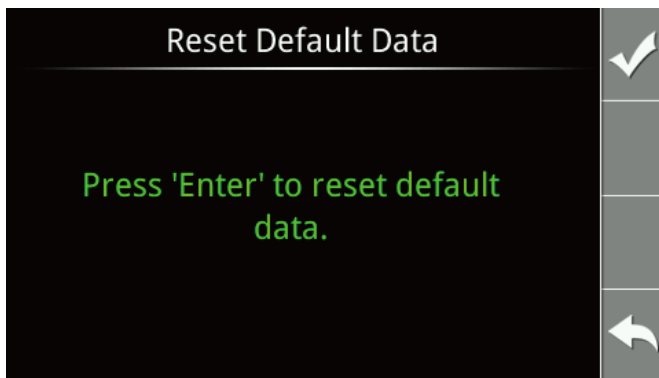 Reset Default Data
Press 'Enter' to reset default
data.